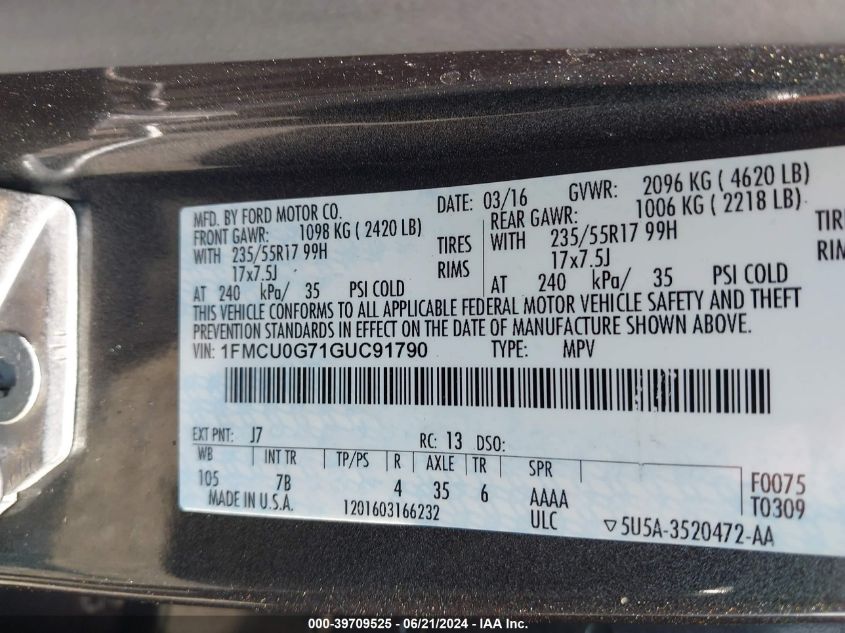 MFD. BY FORD MOTOR CO. DATE: 03/16 GVWR: 2096 KG ( 4620 LB)
FRONT GAWR: 1098 KG ( 2420 LB) REAR GAWR: 1006 KG ( 2218 LB)
WITH 235/55R17 99H TIRES WITH 235/55R17 99H TIRE
17x7.5J RIMS 17x7.5J RIM
AT 240 kPa/ 35 PSI COLD AT 240 kPa/ 35 PSI COLD
THIS VEHICLE CONFORMS TO ALL APPLICABLE FEDERAL MOTOR VEHICLE SAFETY AND THEFT
PREVENTION STANDARDS IN EFFECT ON THE DATE OF MANUFACTURE SHOWN ABOVE.
VIN: 1FMCU0G71GUC91790 TYPE: MPV
EXT PNT: J7 RC: 13 DSO:
WB INT TR TP/PS R AXLE TR SPR
105 7B 4 35 6 AAAA F0075
MADE IN U.S.A. 1201603166232 ULC T0309
▽5U5A-3520472-AA
000-39709525 - 06/21/2024 - IAA Inc.